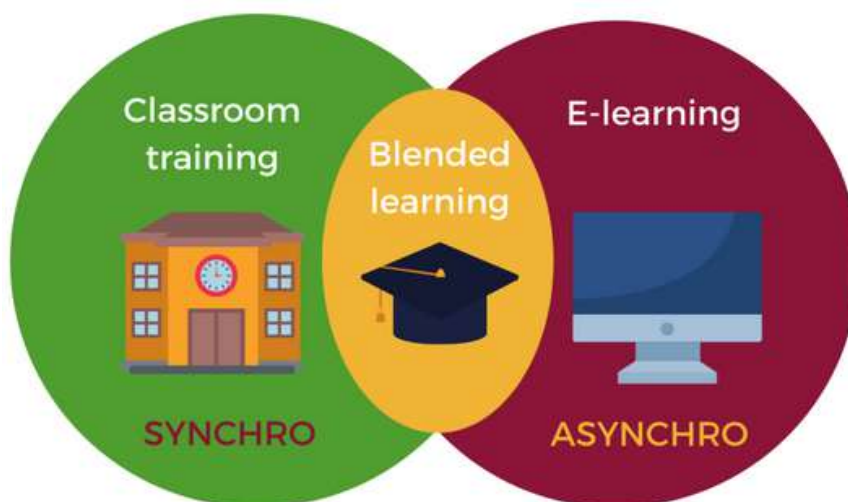 Classroom
training
Blended
learning
E-learning
SYNCHRO
ASYNCHRO